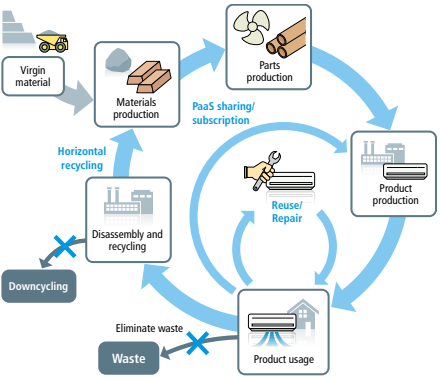 Virgin
material
Materials
production
Parts
production
PaaS sharing/
subscription
Horizontal
recycling
Product
production
Reuse/
Repair
Disassembly and
recycling
Downcycling
Eliminate waste
Waste
Product usage